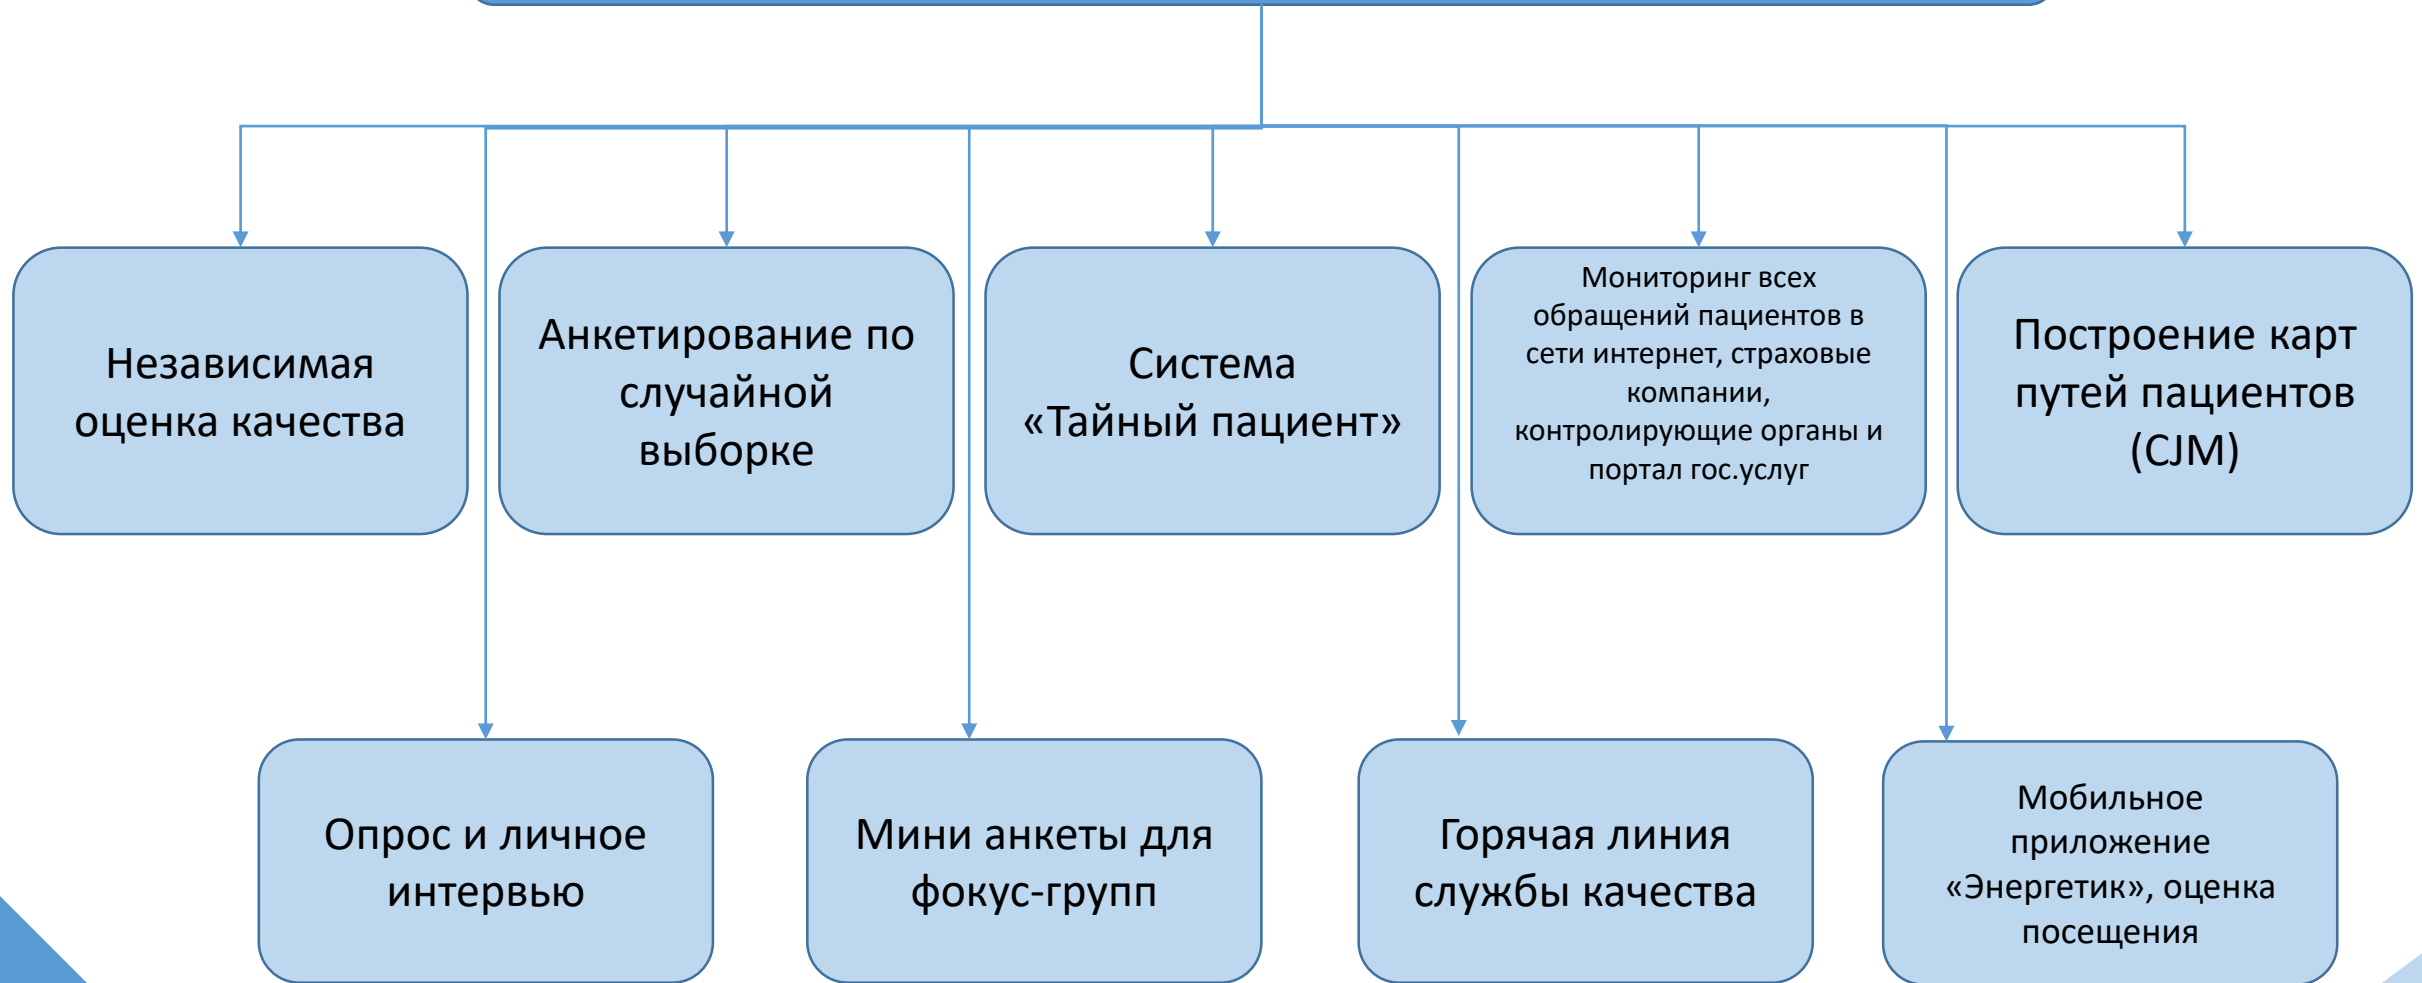 Независимая
оценка качества
Анкетирование по
случайной
выборке
Система
«Тайный пациент»
Мониторинг всех
обращений пациентов в
сети интернет, страховые
компании,
контролирующие органы и
портал гос.услуг
Построение карт
путей пациентов
(CJM)
Опрос и личное
интервью
Мини анкеты для
фокус-групп
Горячая линия
службы качества
Мобильное
приложение
«Энергетик», оценка
посещения